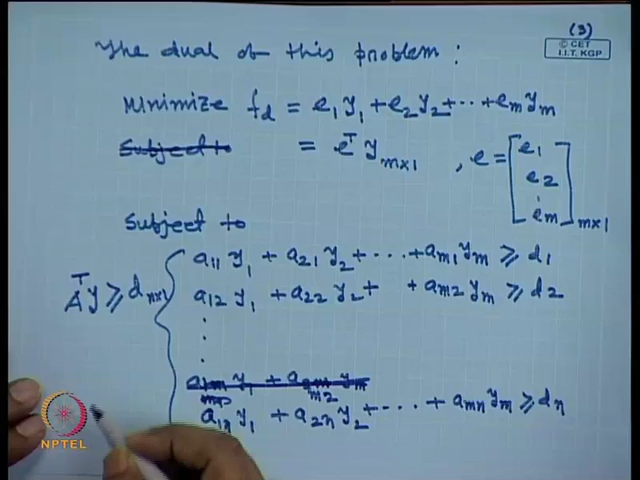 (3)
© CET
I.I.T. KGP
The dual of this problem :
Minimize f_d = e_1 y_1 + e_2 y_2 + ·· + e_m y_m
Subject to = e^T y_{m×1} , e = [e_1 e_2 : e_m]_{m×1}
Subject to
a_11 y_1 + a_21 y_2 + ··· + a_m1 y_m ≥ d_1
A^T y ≥ d_{n×1} a_12 y_1 + a_22 y_2 + + a_m2 y_m ≥ d_2
:
a_1n y_1 + a_2n y_2 + ···· + a_mn y_m ≥ d_n
NPTEL